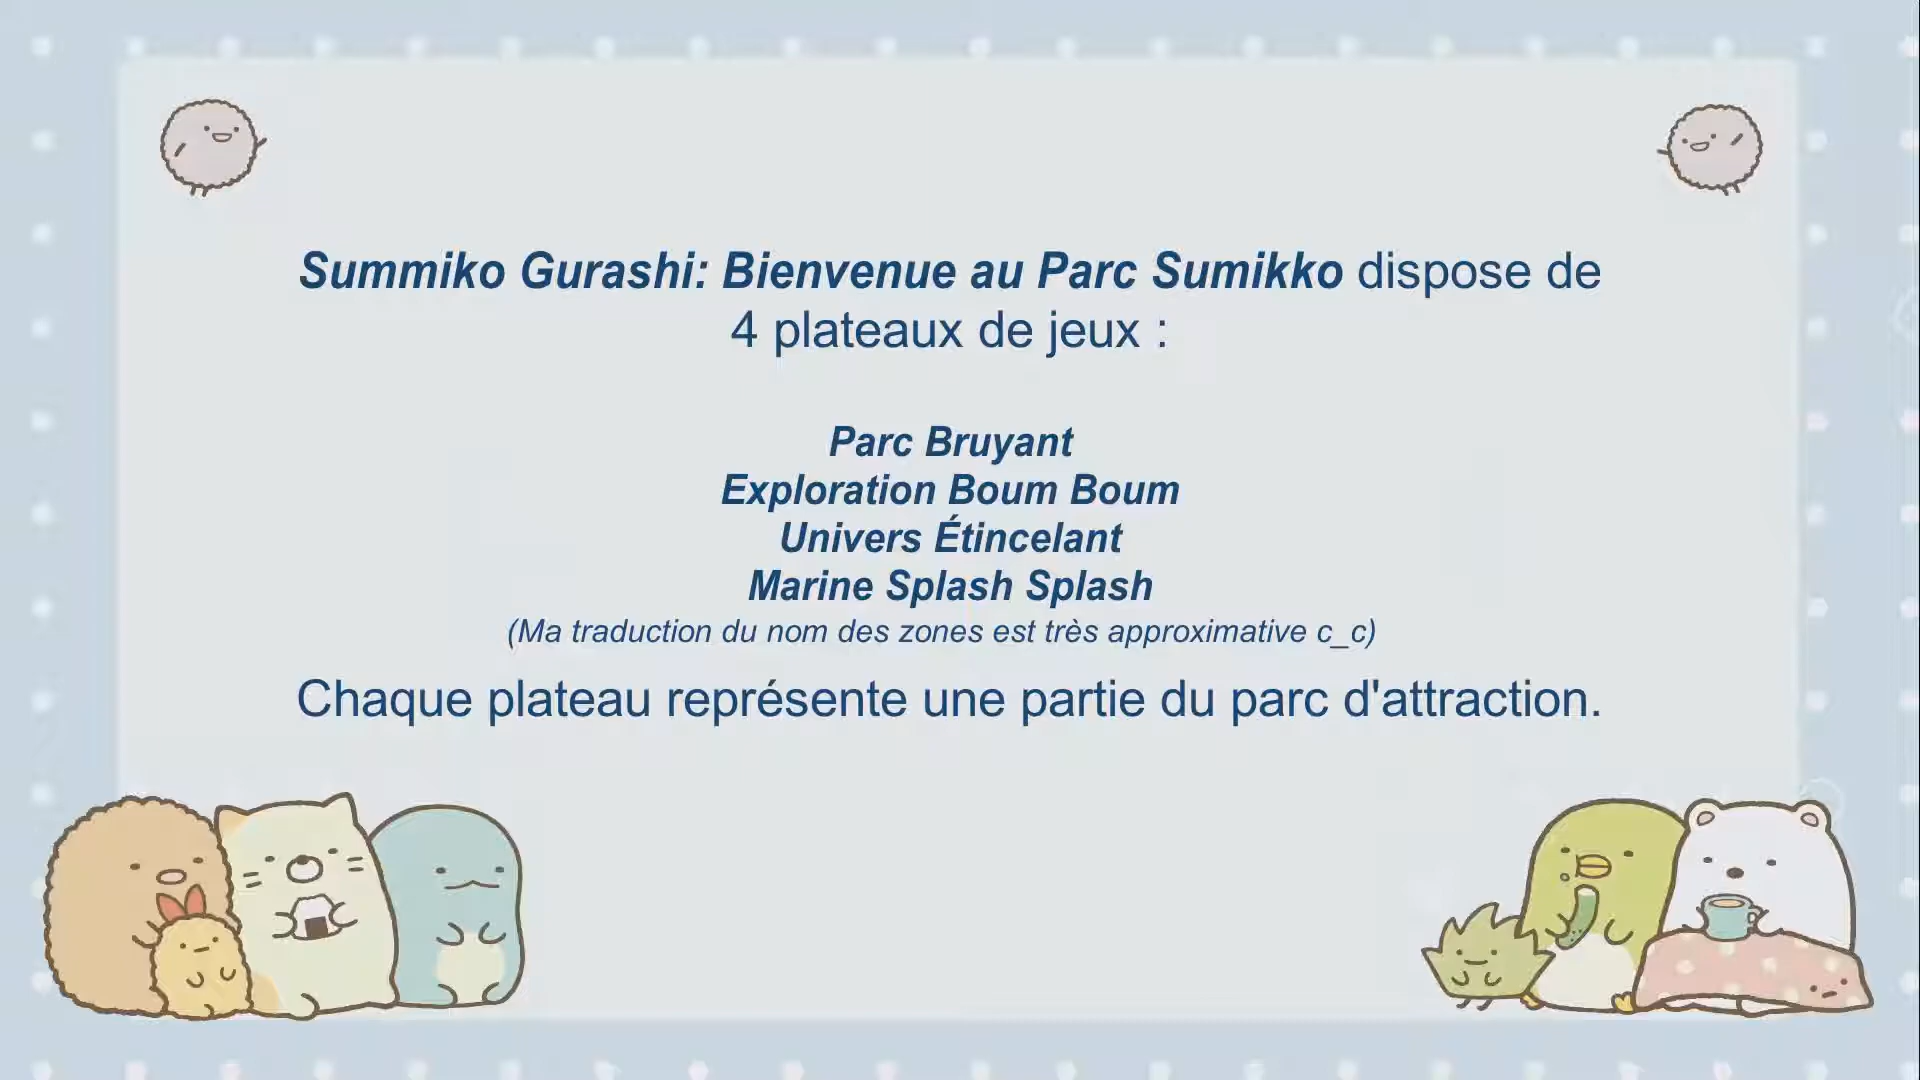 Summiko Gurashi: Bienvenue au Parc Sumikko dispose de
4 plateaux de jeux :
Parc Bruyant
Exploration Boum Boum
Univers Étincelant
Marine Splash Splash
(Ma traduction du nom des zones est très approximative c_c)
Chaque plateau représente une partie du parc d'attraction.